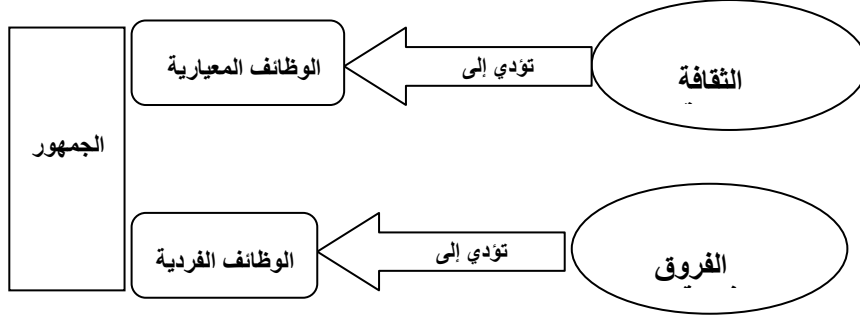 الثقافة
تؤدي إلى
الوظائف المعيارية
الجمهور
الفروق
تؤدي إلى
الوظائف الفردية